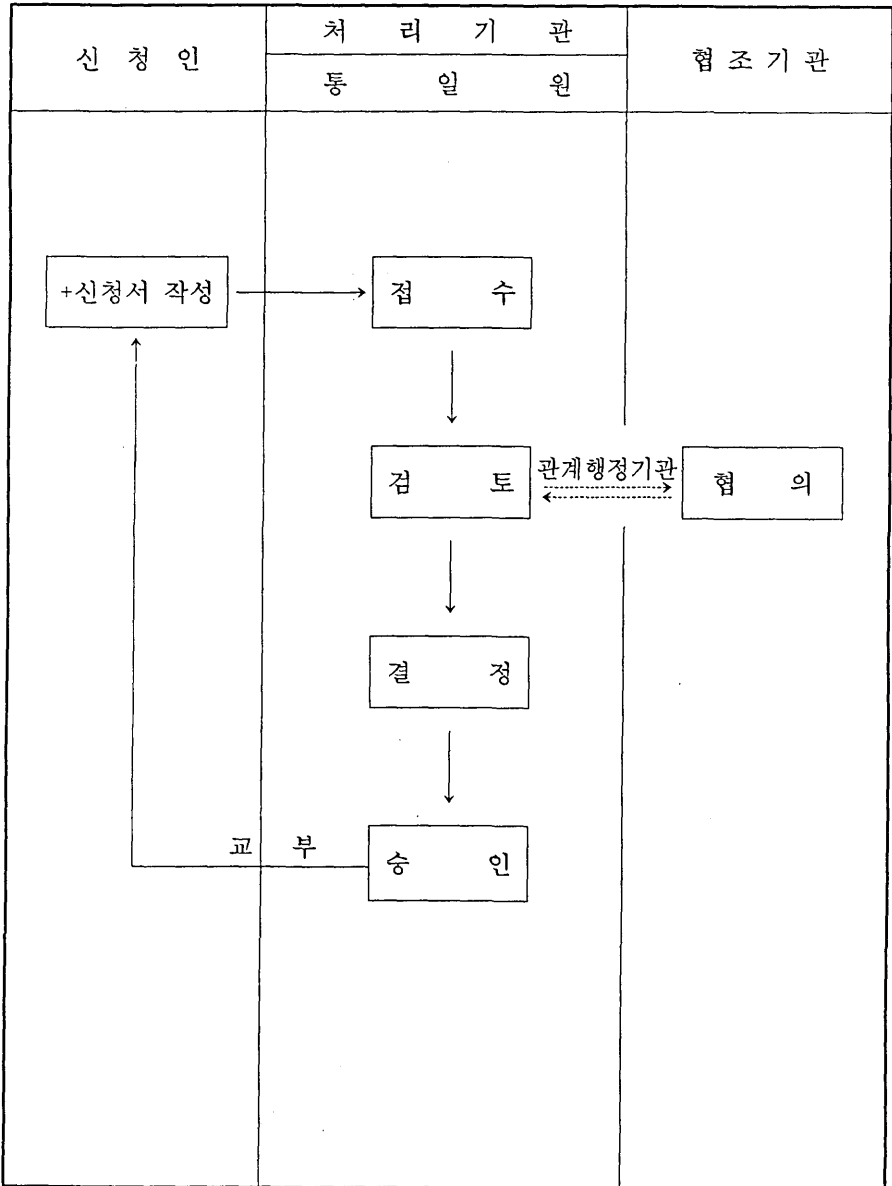 신 청 인
처 리 기 관
통 일 원
협 조 기 관
+신청서 작성
접 수
검 토
관계행정기관
협 의
결 정
교 부
승 인